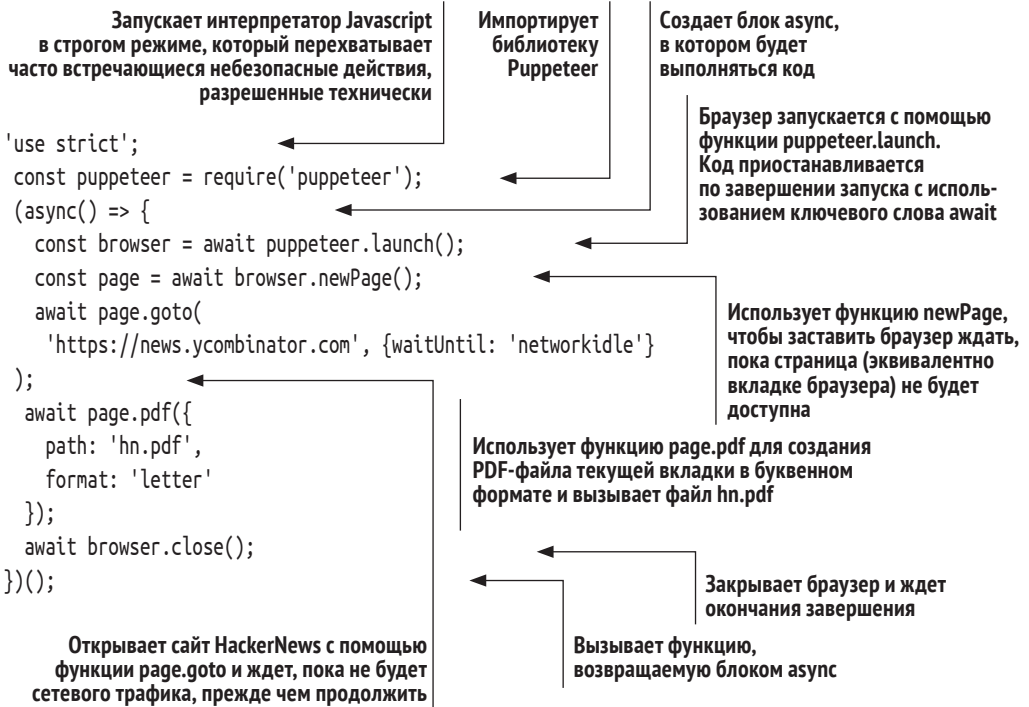 Запускает интерпретатор Javascript
в строгом режиме, который перехватывает
часто встречающиеся небезопасные действия,
разрешенные технически
Импортирует
библиотеку
Puppeteer
Создает блок async,
в котором будет
выполняться код
Браузер запускается с помощью
функции puppeteer.launch.
Код приостанавливается
по завершении запуска с исполь-
зованием ключевого слова await
'use strict';
const puppeteer = require('puppeteer');
(async() => {
const browser = await puppeteer.launch();
const page = await browser.newPage();
await page.goto(
'https://news.ycombinator.com', {waitUntil: 'networkidle'}
);
await page.pdf({
path: 'hn.pdf',
format: 'letter'
});
await browser.close();
})();
Использует функцию newPage,
чтобы заставить браузер ждать,
пока страница (эквивалентно
вкладке браузера) не будет
доступна
Использует функцию page.pdf для создания
PDF-файла текущей вкладки в буквенном
формате и вызывает файл hn.pdf
Закрывает браузер и ждет
окончания завершения
Вызывает функцию,
возвращаемую блоком async
Открывает сайт HackerNews с помощью
функции page.goto и ждет, пока не будет
сетевого трафика, прежде чем продолжить